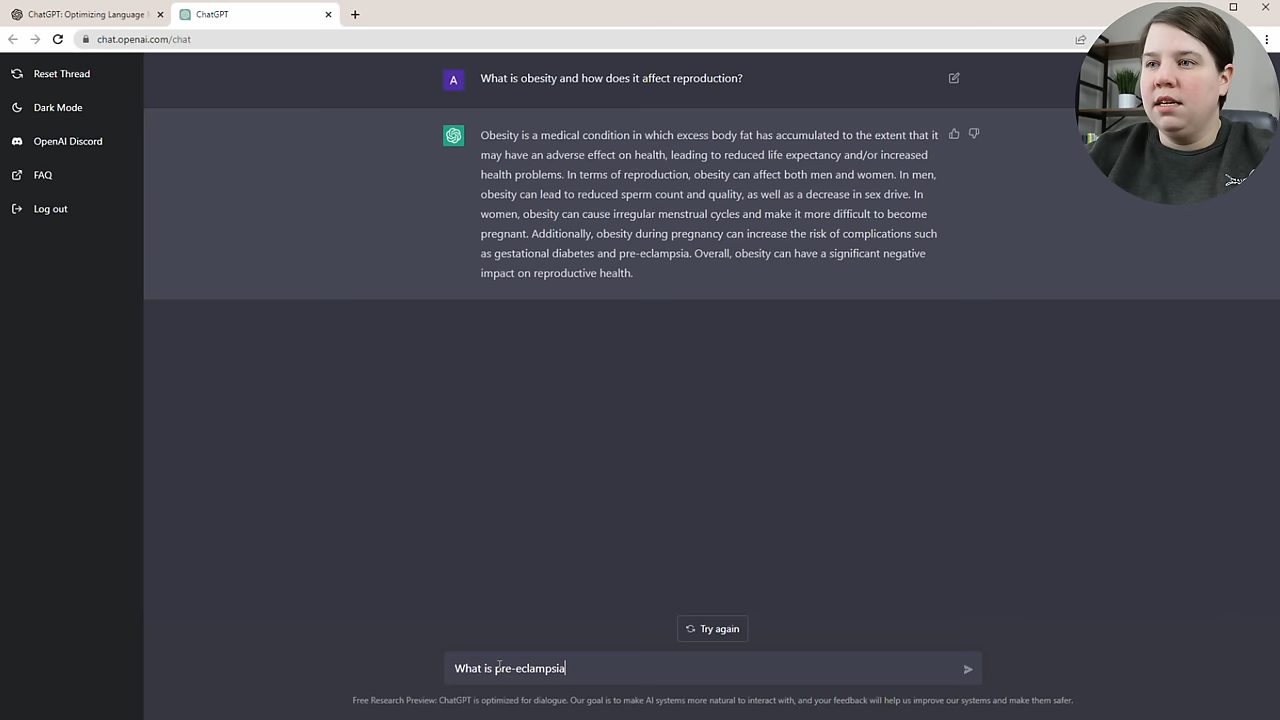 ChatGPT: Optimizing Language
ChatGPT
chat.openai.com/chat
Reset Thread
Dark Mode
OpenAI Discord
FAQ
Log out
A
What is obesity and how does it affect reproduction?
Obesity is a medical condition in which excess body fat has accumulated to the extent that it
may have an adverse effect on health, leading to reduced life expectancy and/or increased
health problems. In terms of reproduction, obesity can affect both men and women. In men,
obesity can lead to reduced sperm count and quality, as well as a decrease in sex drive. In
women, obesity can cause irregular menstrual cycles and make it more difficult to become
pregnant. Additionally, obesity during pregnancy can increase the risk of complications such
as gestational diabetes and pre-eclampsia. Overall, obesity can have a significant negative
impact on reproductive health.
Try again
What is pre-eclampsia
Free Research Preview: ChatGPT is optimized for dialogue. Our goal is to make AI systems more natural to interact with, and your feedback will help us improve our systems and make them safer.